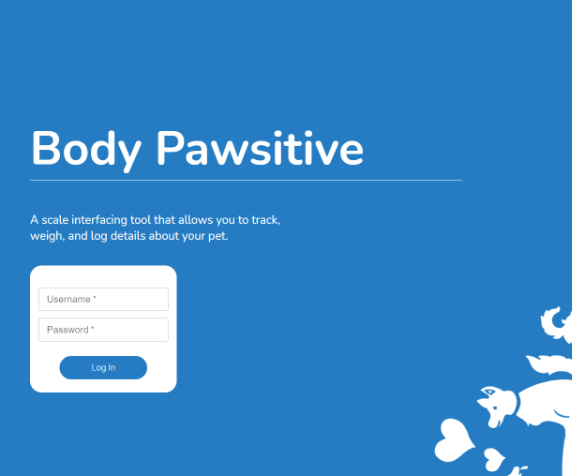 Body Pawsitive
A scale interfacing tool that allows you to track,
weigh, and log details about your pet.
Username *
Password *
Log In